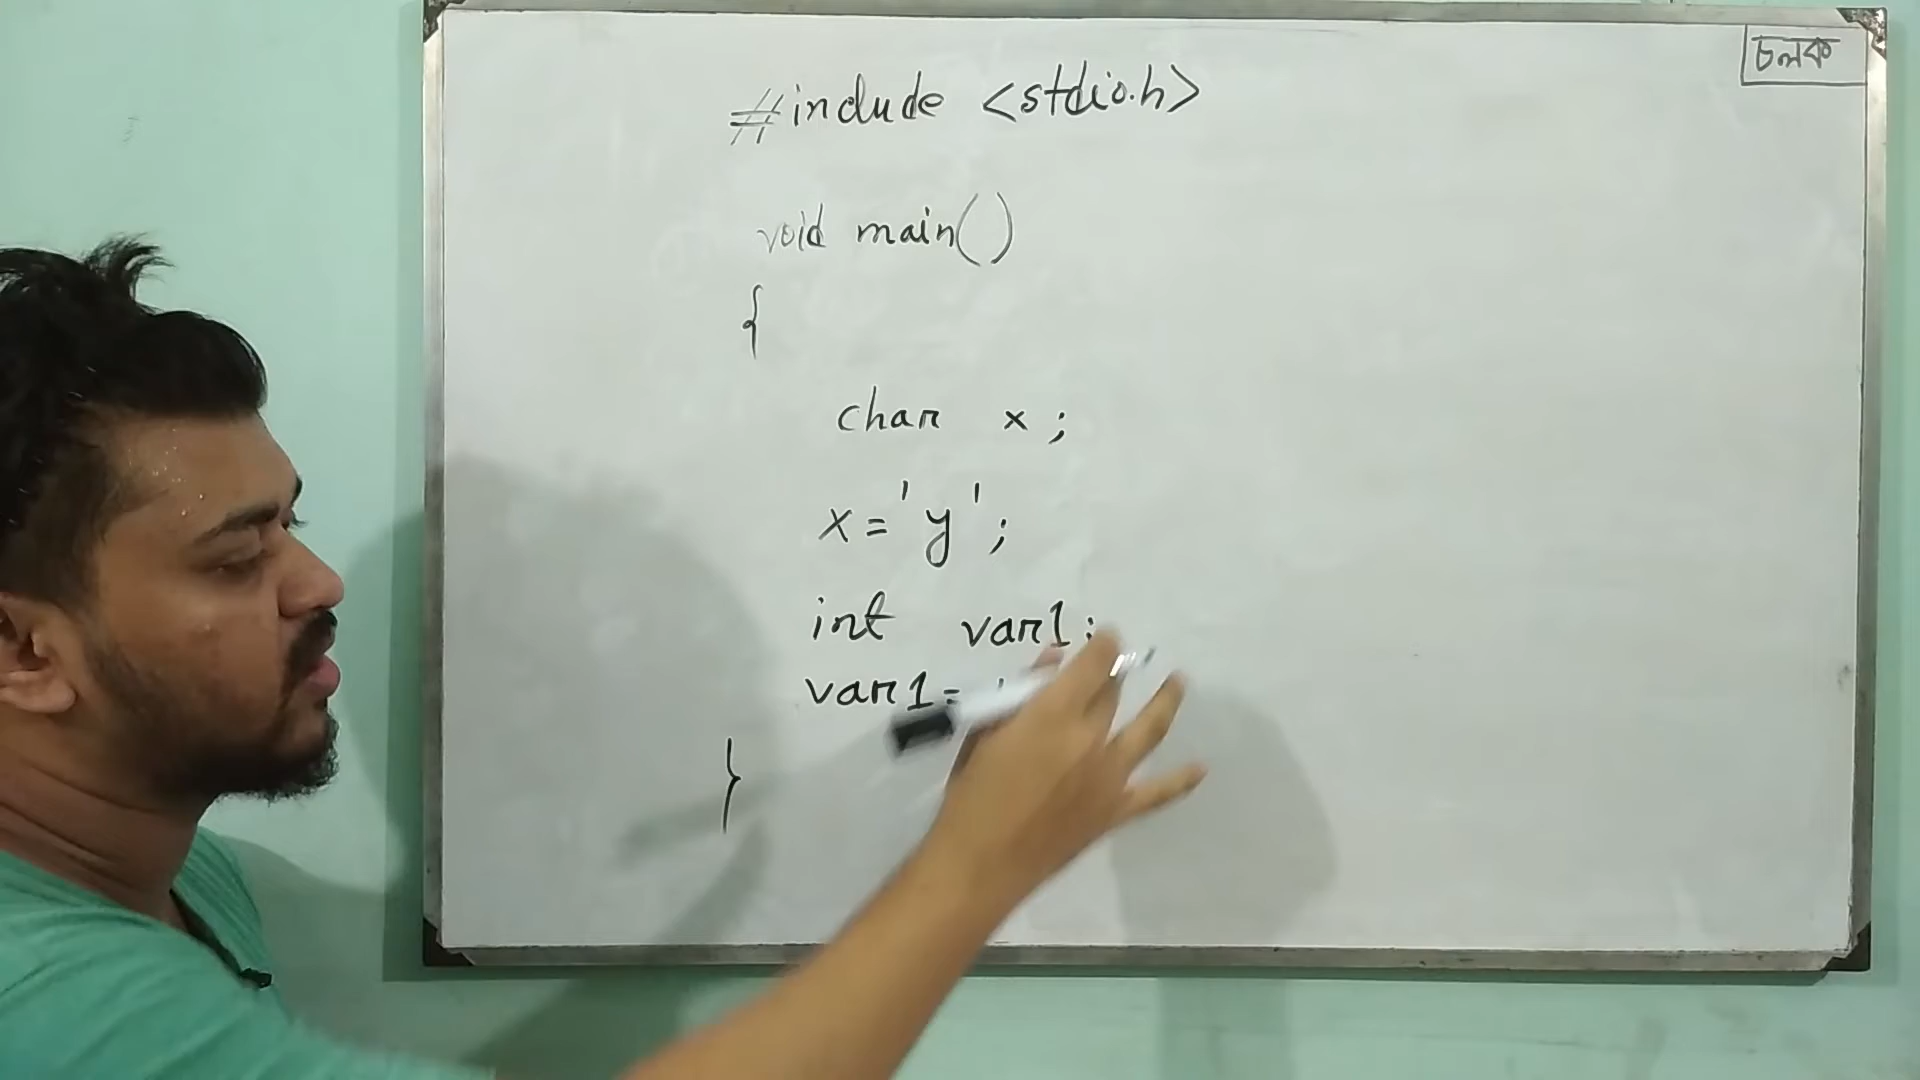 চলক
#include <stdio.h>
void main()
{
char x ;
x = 'y' ;
int var1;
var1=
}